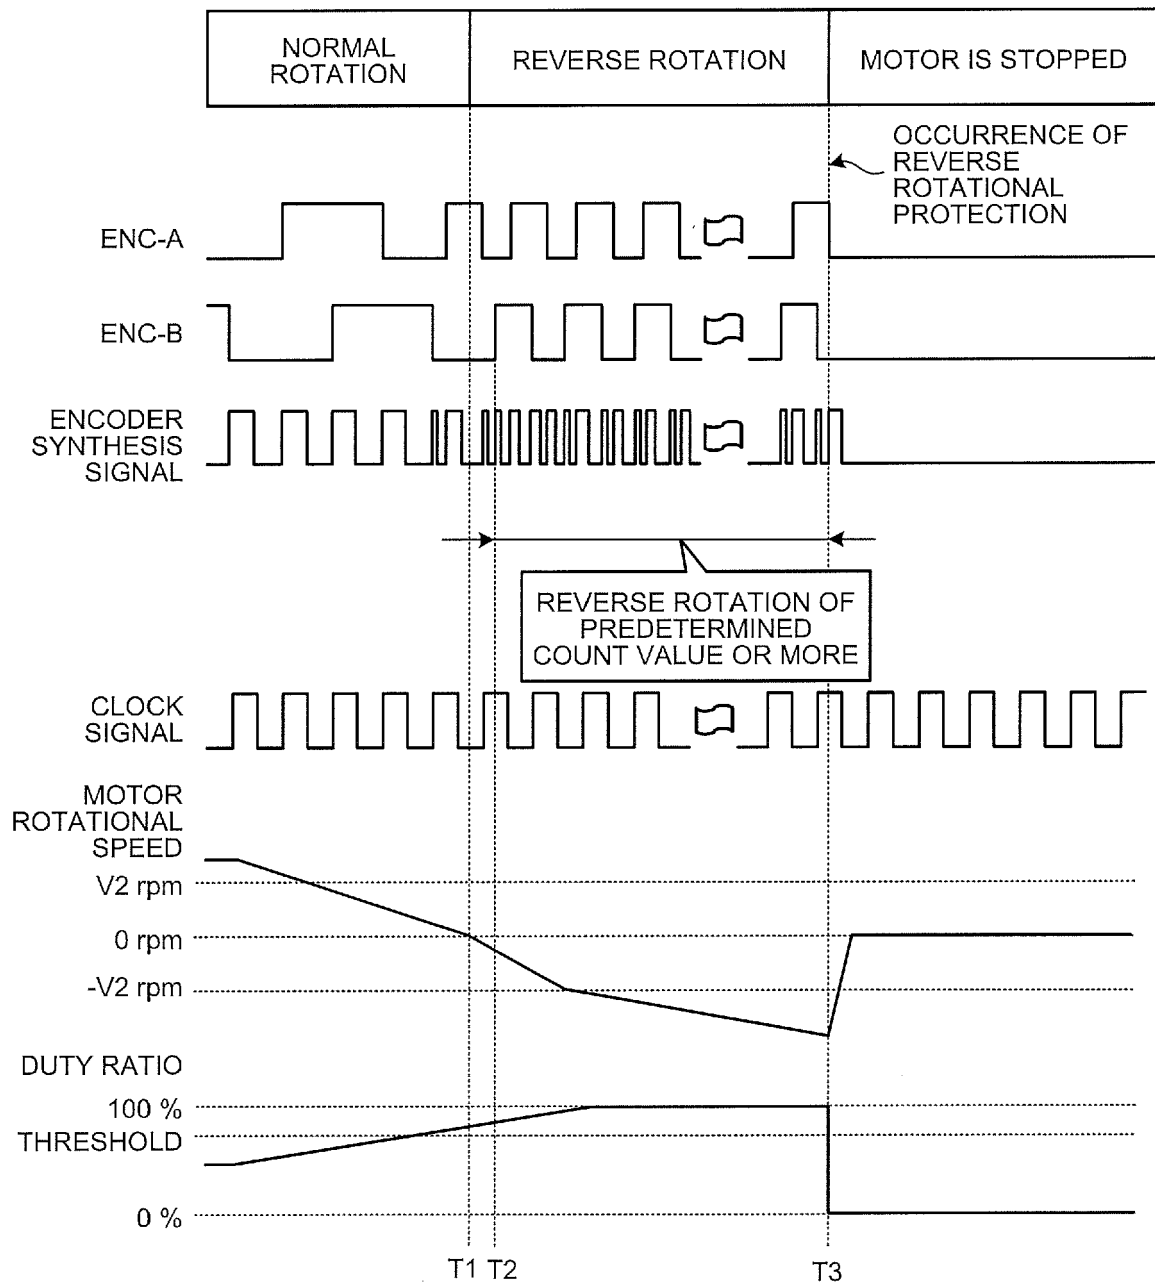 NORMAL
ROTATION
REVERSE ROTATION
MOTOR IS STOPPED
OCCURRENCE OF
REVERSE
ROTATIONAL
PROTECTION
ENC-A
ENC-B
ENCODER
SYNTHESIS
SIGNAL
REVERSE ROTATION OF
PREDETERMINED
COUNT VALUE OR MORE
CLOCK
SIGNAL
MOTOR
ROTATIONAL
SPEED
V2 rpm
0 rpm
-V2 rpm
DUTY RATIO
100 %
THRESHOLD
0 %
T1 T2 T3